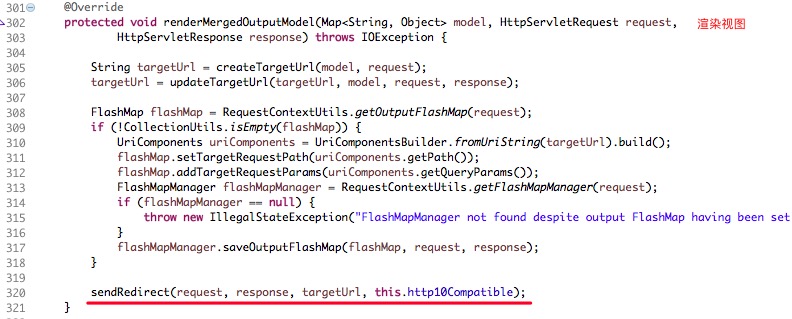 301 @Override
302 protected void renderMergedOutputModel(Map<String, Object> model, HttpServletRequest request, 渲染视图
303 HttpServletResponse response) throws IOException {
304
305 String targetUrl = createTargetUrl(model, request);
306 targetUrl = updateTargetUrl(targetUrl, model, request, response);
307
308 FlashMap flashMap = RequestContextUtils.getOutputFlashMap(request);
309 if (!CollectionUtils.isEmpty(flashMap)) {
310 UriComponents uriComponents = UriComponentsBuilder.fromUriString(targetUrl).build();
311 flashMap.setTargetRequestPath(uriComponents.getPath());
312 flashMap.addTargetRequestParams(uriComponents.getQueryParams());
313 FlashMapManager flashMapManager = RequestContextUtils.getFlashMapManager(request);
314 if (flashMapManager == null) {
315 throw new IllegalStateException("FlashMapManager not found despite output FlashMap having been set
316 }
317 flashMapManager.saveOutputFlashMap(flashMap, request, response);
318 }
319
320 sendRedirect(request, response, targetUrl, this.http10Compatible);
321 }